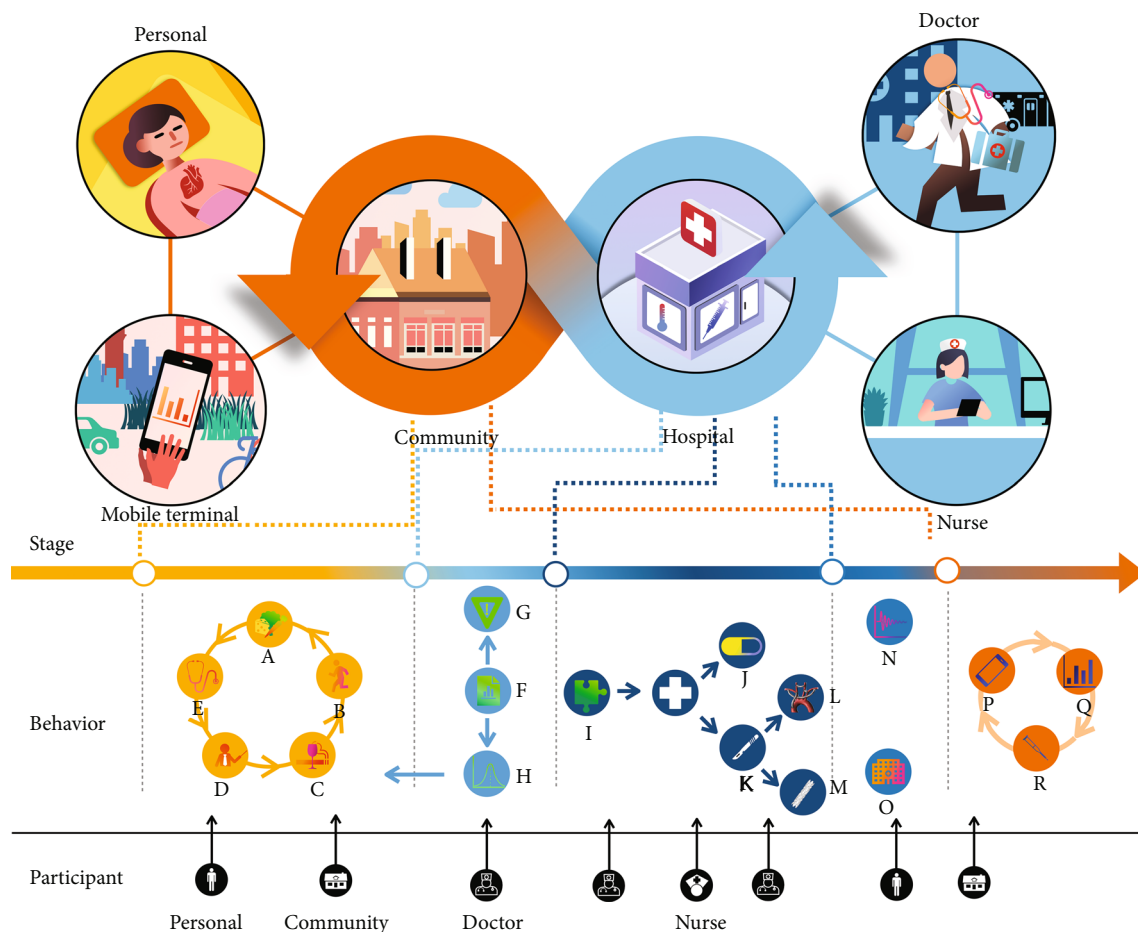 Personal
Doctor
Community
Hospital
Mobile terminal
Nurse
Stage
G
A
N
J
E
F
L
P
Q
B
I
Behavior
D
C
H
K
M
R
O
Participant
Personal
Community
Doctor
Nurse